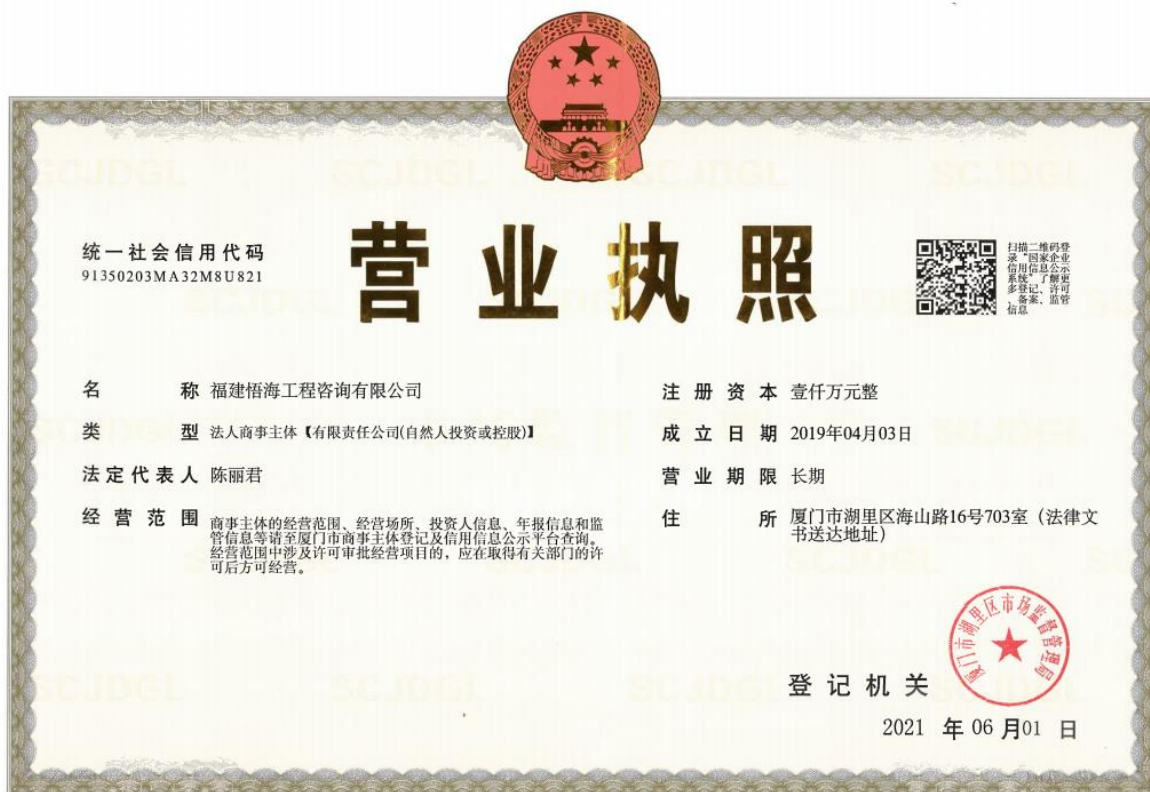 统一社会信用代码
91350203MA32M8U821
营业执照
扫描二维码登
录“国家企业
信用信息公示
系统”了解更
多登记、许可
、备案、监管
信息
名 称 福建悟海工程咨询有限公司
类 型 法人商事主体【有限责任公司(自然人投资或控股)】
法定代表人 陈丽君
经营范围 商事主体的经营范围、经营场所、投资人信息、年报信息和监
管信息等请至厦门市商事主体登记及信用信息公示平台查询。
经营范围中涉及许可审批经营项目的，应在取得有关部门的许
可后方可经营。
注册资本 壹仟万元整
成立日期 2019年04月03日
营业期限 长期
住 所 厦门市湖里区海山路16号703室（法律文
书送达地址）
厦门市湖里区市场监督管理局
登记机关
2021 年 06 月 01 日
SCJDGL